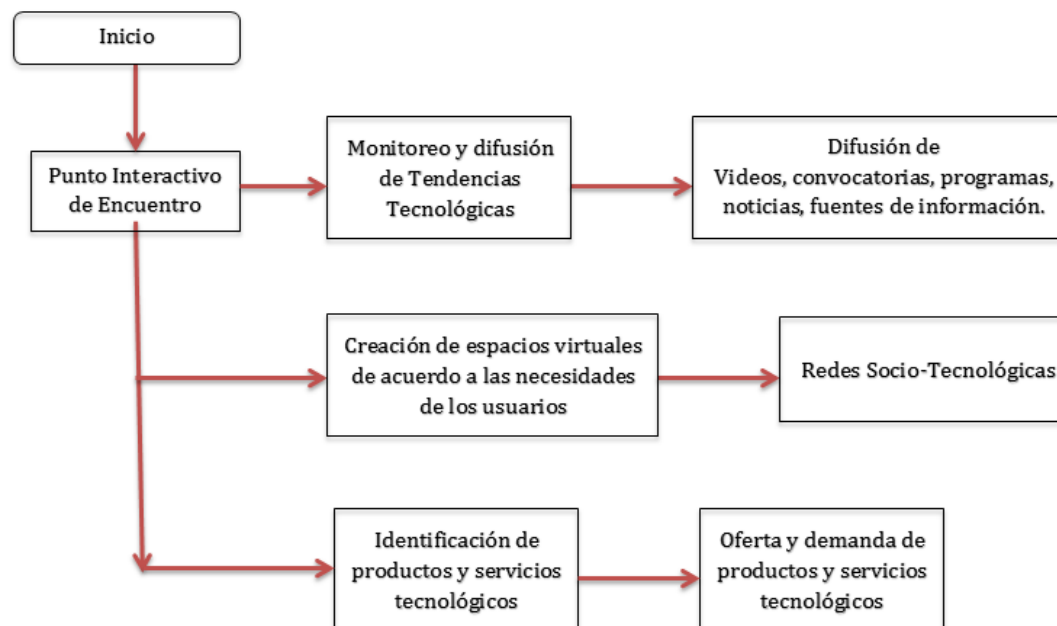 Inicio
Punto Interactivo
de Encuentro
Monitoreo y difusión
de Tendencias
Tecnológicas
Difusión de
Videos, convocatorias, programas,
noticias, fuentes de información.
Creación de espacios virtuales
de acuerdo a las necesidades
de los usuarios
Redes Socio-Tecnológicas
Identificación de
productos y servicios
tecnológicos
Oferta y demanda de
productos y servicios
tecnológicos